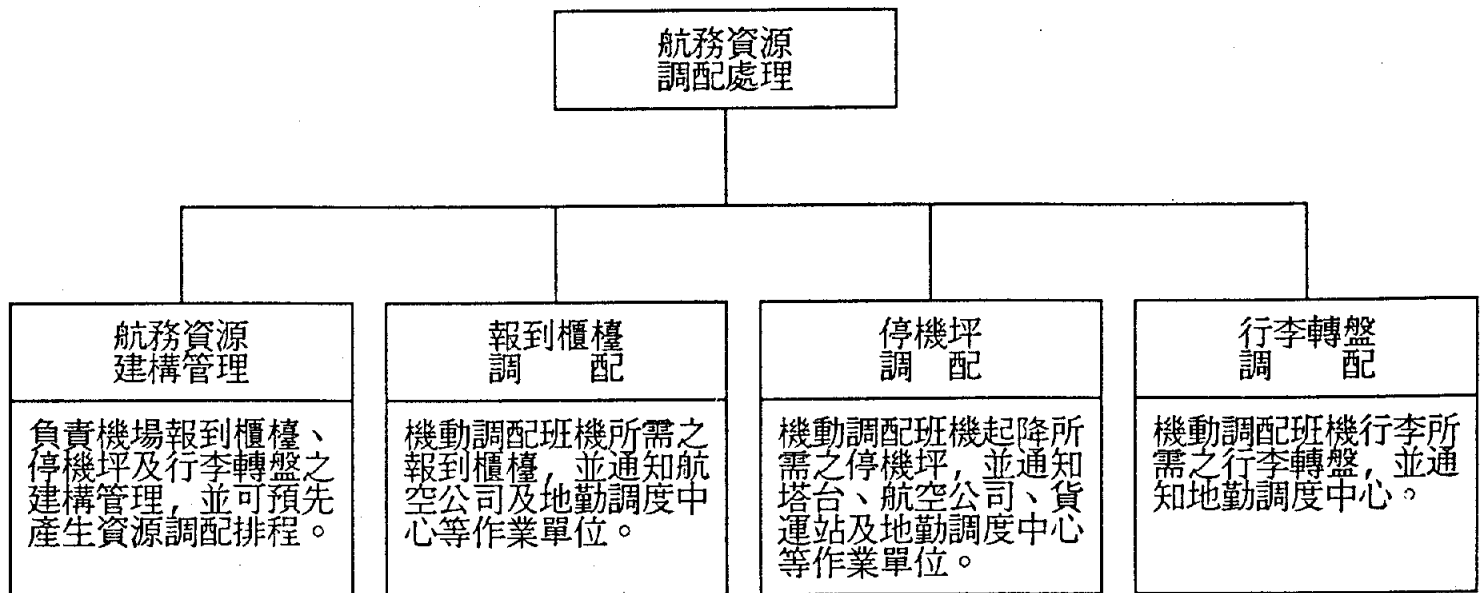 航務資源
調配處理
航務資源
建構管理
負責機場報到櫃檯、
停機坪及行李轉盤之
建構管理，並可預先
產生資源調配排程。
報到櫃檯
調　配
機動調配班機所需之
報到櫃檯，並通知航
空公司及地勤調度中
心等作業單位。
停機坪
調　配
機動調配班機起降所
需之停機坪，並通知
塔台、航空公司、貨
運站及地勤調度中心
等作業單位。
行李轉盤
調　配
機動調配班機行李所
需之行李轉盤，並通
知地勤調度中心。